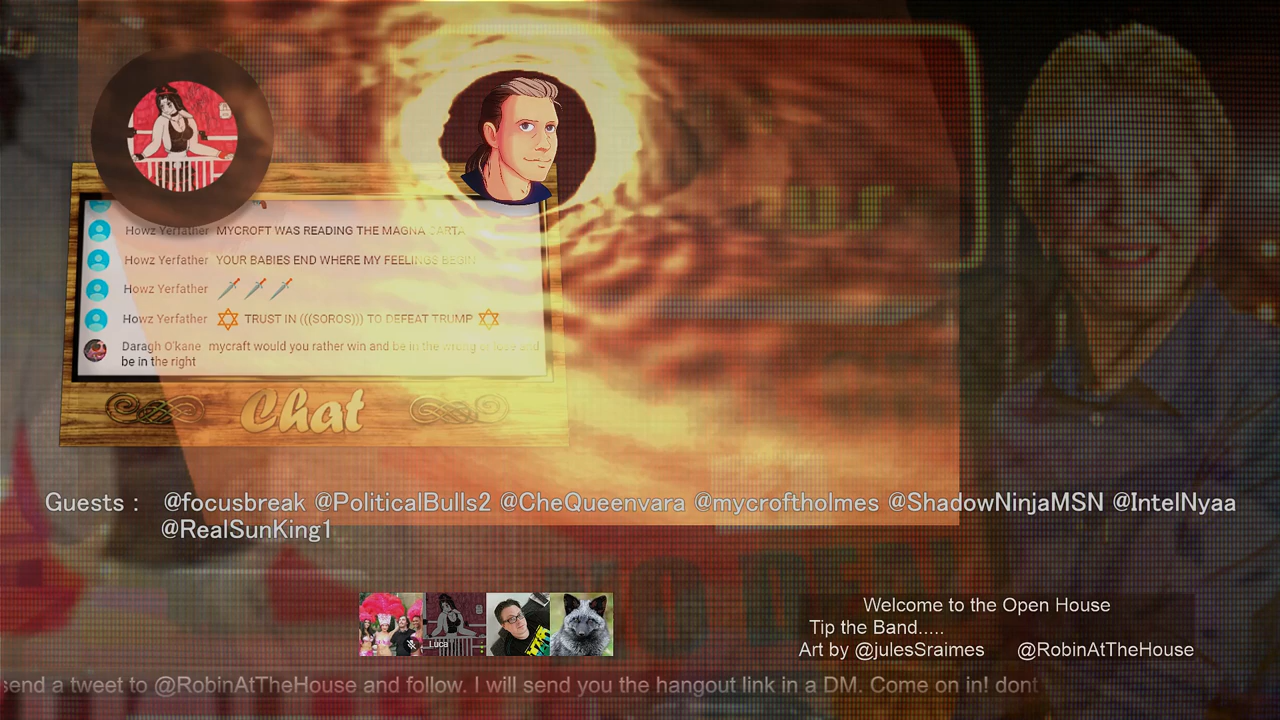 Howz Yerfather MYCROFT WAS READING THE MAGNA CARTA
Howz Yerfather YOUR BABIES END WHERE MY FEELINGS BEGIN
Howz Yerfather
Howz Yerfather TRUST IN (((SOROS))) TO DEFEAT TRUMP
Daragh O'kane mycraft would you rather win and be in the wrong or lose and
be in the right
Chat
Guests : @focusbreak @PoliticalBulls2 @CheQueenvara @mycroftholmes @ShadowNinjaMSN @IntelNyaa
@RealSunKing1
Luca
Welcome to the Open House
Tip the Band.....
Art by @julesSraimes @RobinAtTheHouse
send a tweet to @RobinAtTheHouse and follow. I will send you the hangout link in a DM. Come on in! dont